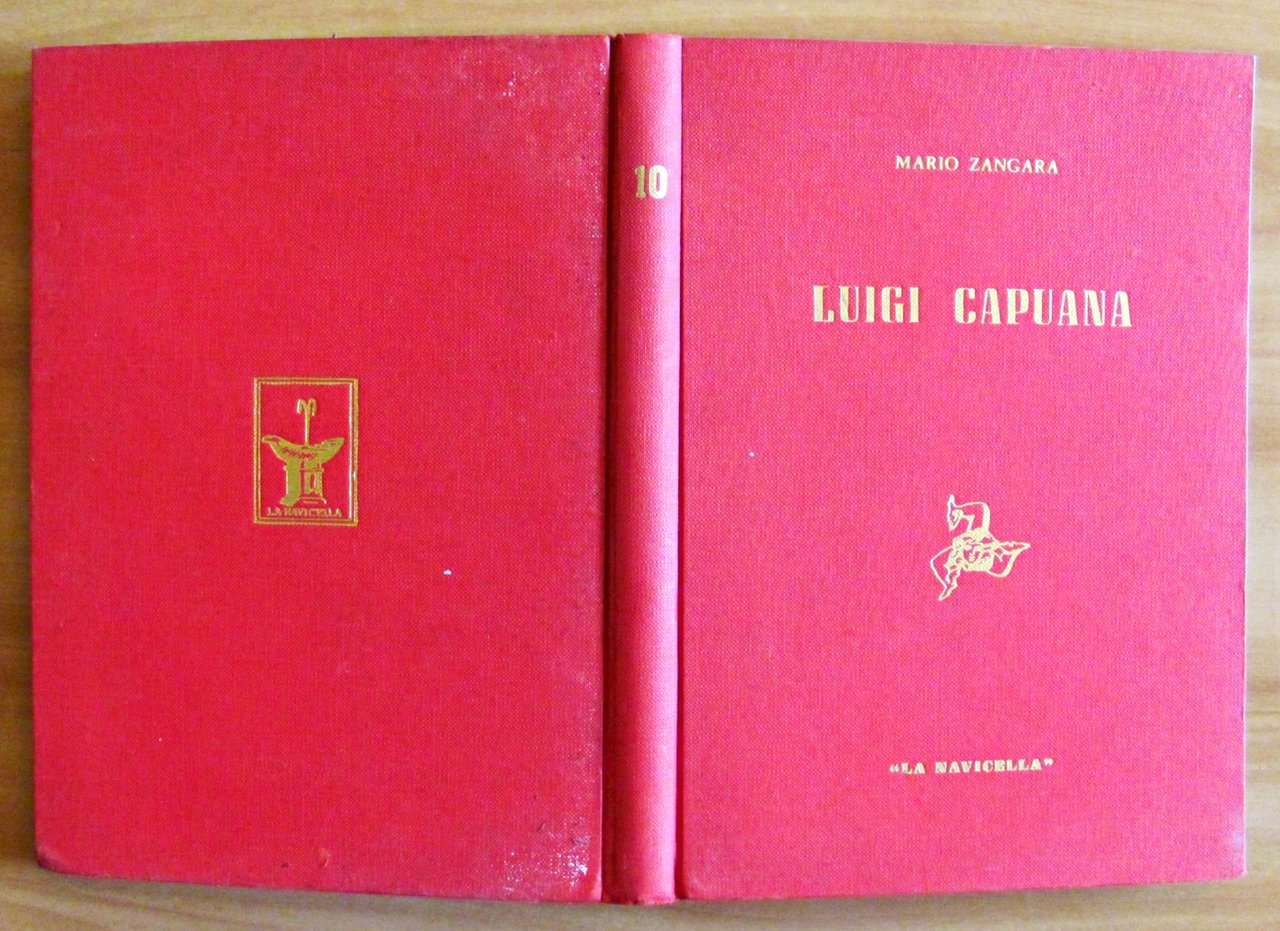 LA NAVICELLA
10
MARIO ZANGARA
LUIGI CAPUANA
“LA NAVICELLA”